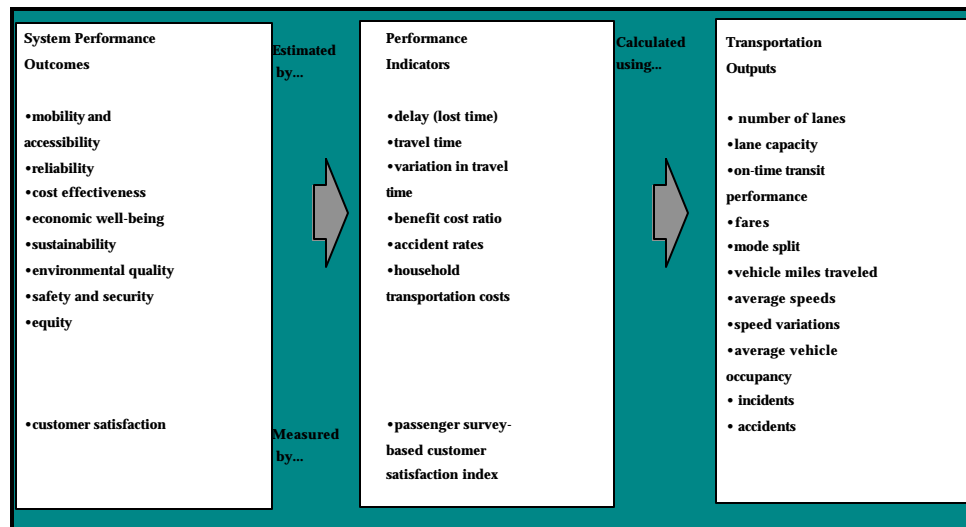 System Performance
Outcomes
•mobility and
accessibility
•reliability
•cost effectiveness
•economic well-being
•sustainability
•environmental quality
•safety and security
•equity
•customer satisfaction
Estimated
by...
Measured
by...
Performance
Indicators
•delay (lost time)
•travel time
•variation in travel
time
•benefit cost ratio
•accident rates
•household
transportation costs
•passenger survey-
based customer
satisfaction index
Calculated
using...
Transportation
Outputs
• number of lanes
•lane capacity
•on-time transit
performance
•fares
•mode split
•vehicle miles traveled
•average speeds
•speed variations
•average vehicle
occupancy
• incidents
• accidents